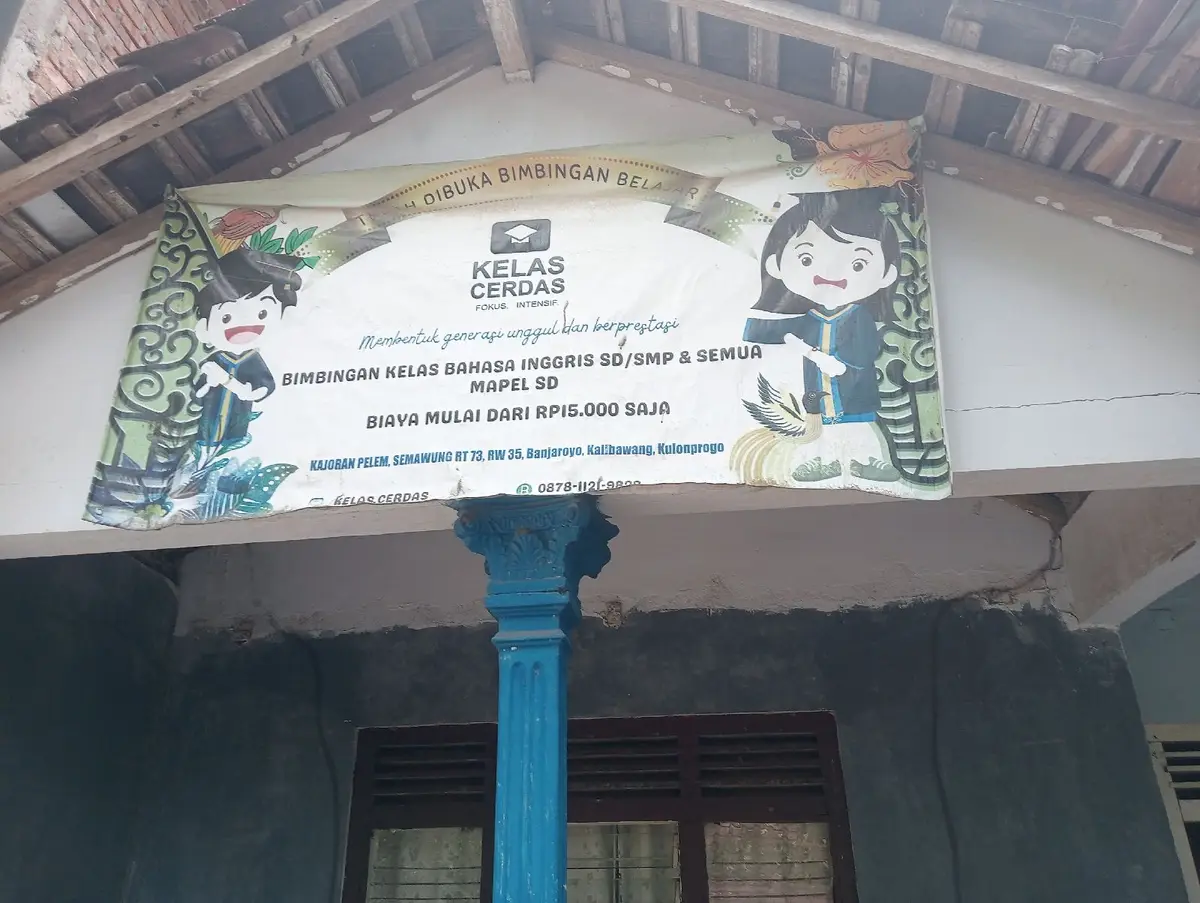 DIBUKA BIMBINGAN BELAJAR
KELAS
CERDAS
FOKUS. INTENSIF.
Membentuk generasi unggul dan berprestasi
BIMBINGAN KELAS BAHASA INGGRIS SD/SMP & SEMUA
MAPEL SD
BIAYA MULAI DARI RP15.000 SAJA
KAJORAN PELEM, SEMAWUNG RT 73, RW 35, Banjaroyo, Kalibawang, Kulonprogo
KELAS.CERDAS